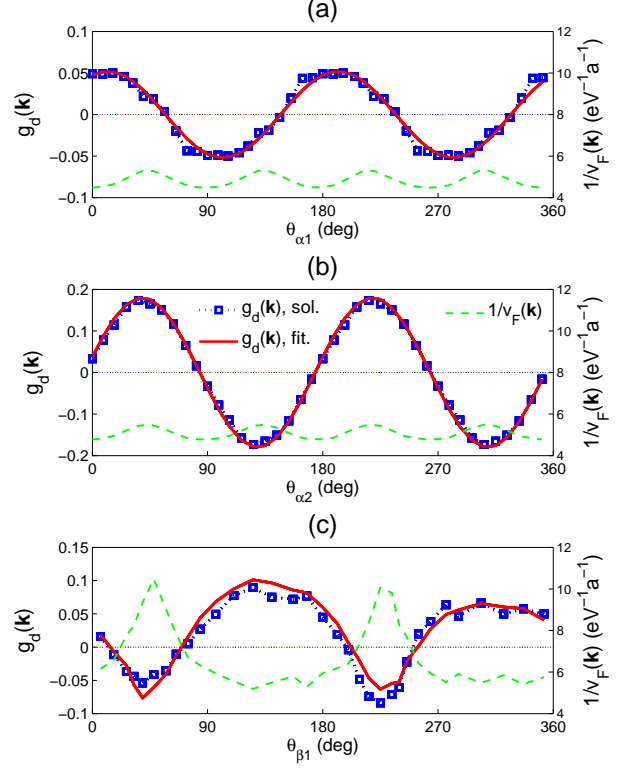 (a)
0.1
0.05
0
−0.05
−0.1
g_d(k)
12
10
8
6
4
1/v_F(k) (eV⁻¹a⁻¹)
0 90 180 270 360
θ_α1 (deg)
(b)
0.2
0.1
0
−0.1
−0.2
g_d(k)
g_d(k), sol.
g_d(k), fit.
1/v_F(k)
12
10
8
6
4
1/v_F(k) (eV⁻¹a⁻¹)
0 90 180 270 360
θ_α2 (deg)
(c)
0.15
0.1
0.05
0
−0.05
−0.1
g_d(k)
12
10
8
6
4
1/v_F(k) (eV⁻¹a⁻¹)
0 90 180 270 360
θ_β1 (deg)